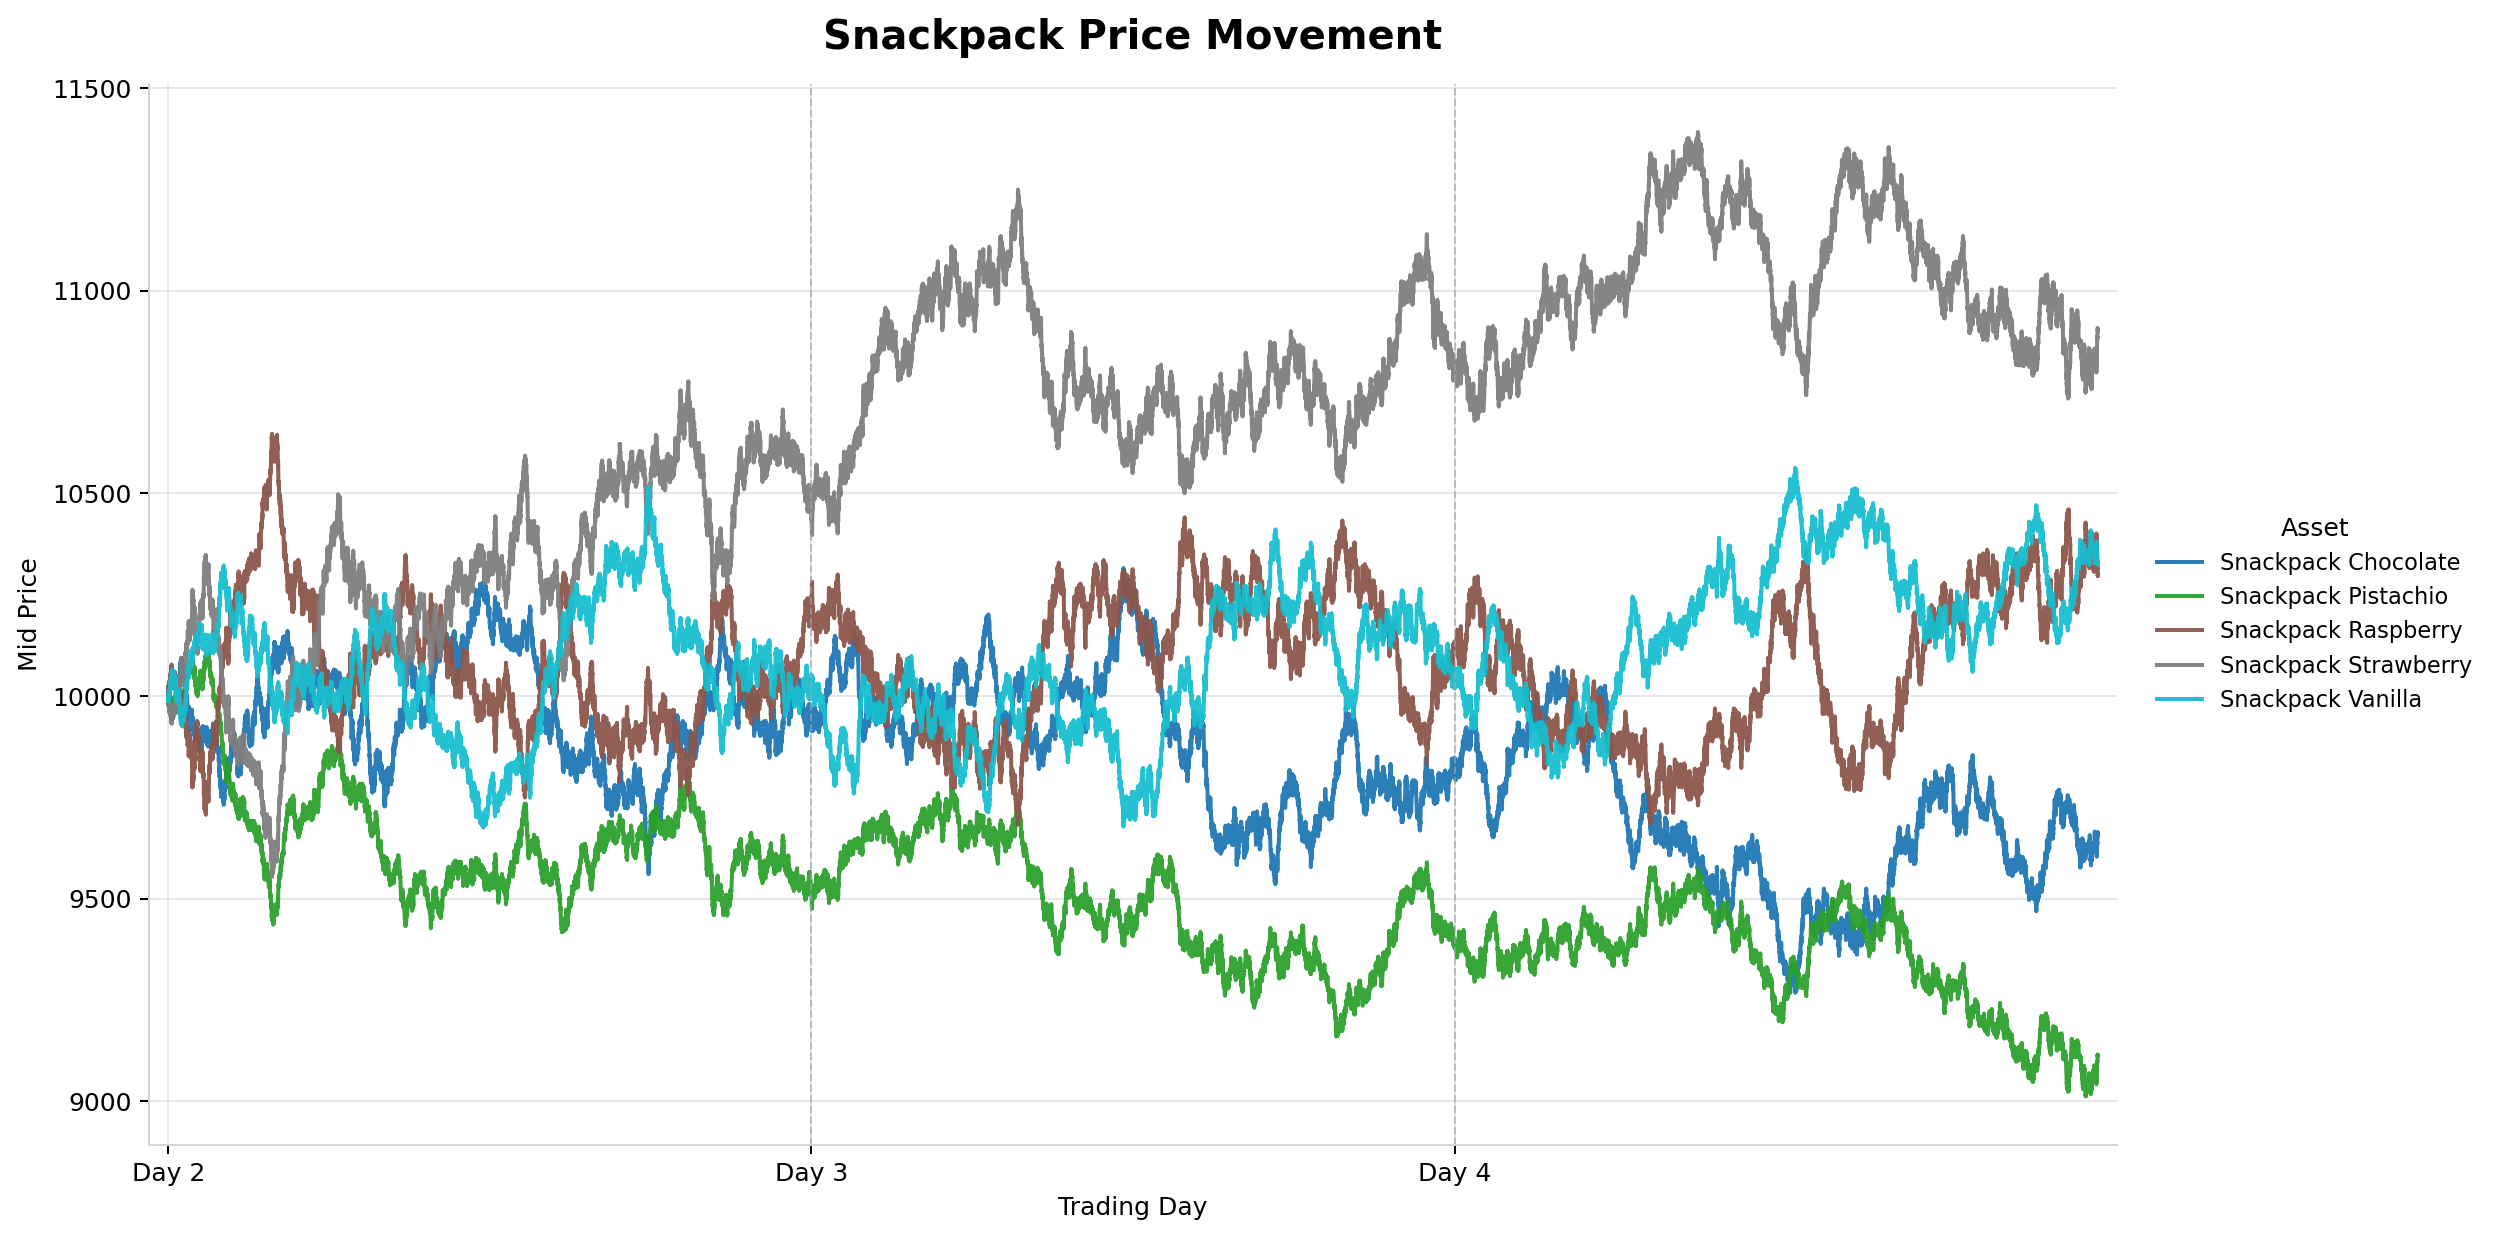 Snackpack Price Movement
11500
11000
10500
10000
9500
9000
Mid Price
Day 2
Day 3
Day 4
Trading Day
Asset
Snackpack Chocolate
Snackpack Pistachio
Snackpack Raspberry
Snackpack Strawberry
Snackpack Vanilla